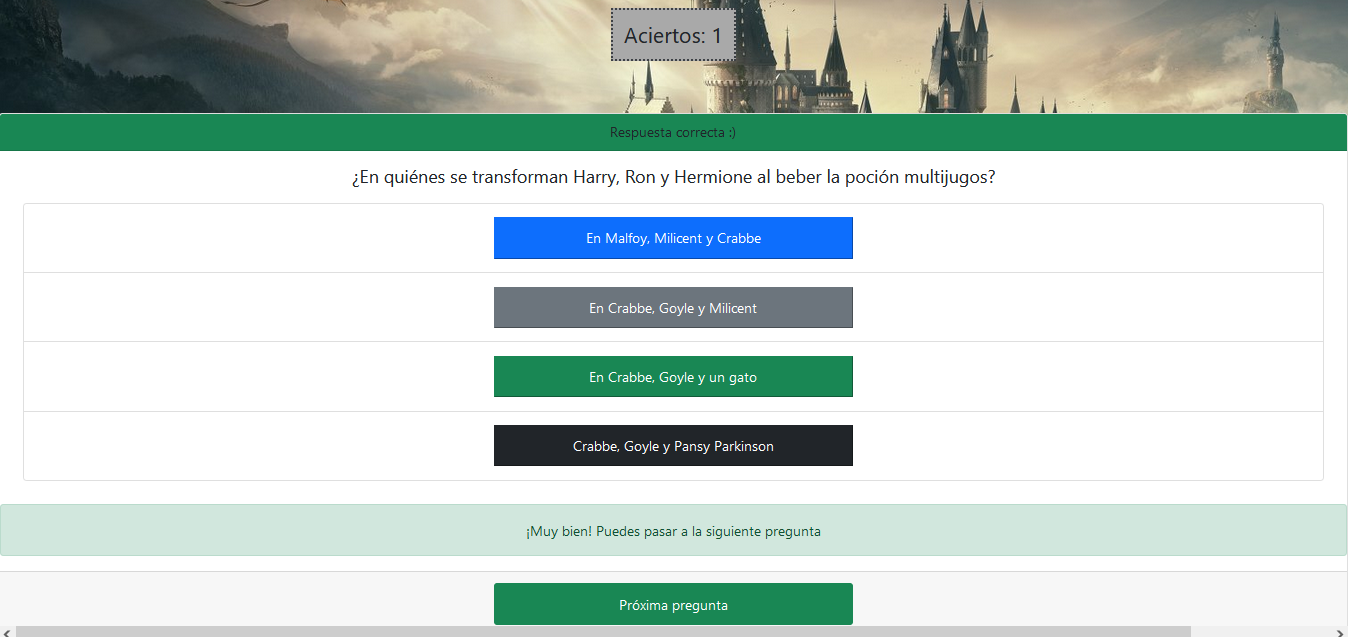 Aciertos: 1
Respuesta correcta :)
¿En quiénes se transforman Harry, Ron y Hermione al beber la poción multijugos?
En Malfoy, Milicent y Crabbe
En Crabbe, Goyle y Milicent
En Crabbe, Goyle y un gato
Crabbe, Goyle y Pansy Parkinson
¡Muy bien! Puedes pasar a la siguiente pregunta
Próxima pregunta